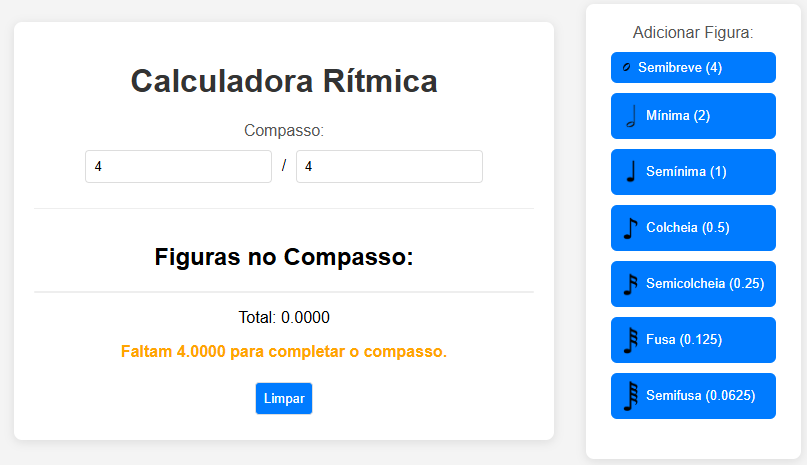 Calculadora Rítmica
Compasso:
4 / 4
Figuras no Compasso:
Total: 0.0000
Faltam 4.0000 para completar o compasso.
Limpar
Adicionar Figura:
Semibreve (4)
Mínima (2)
Semínima (1)
Colcheia (0.5)
Semicolcheia (0.25)
Fusa (0.125)
Semifusa (0.0625)